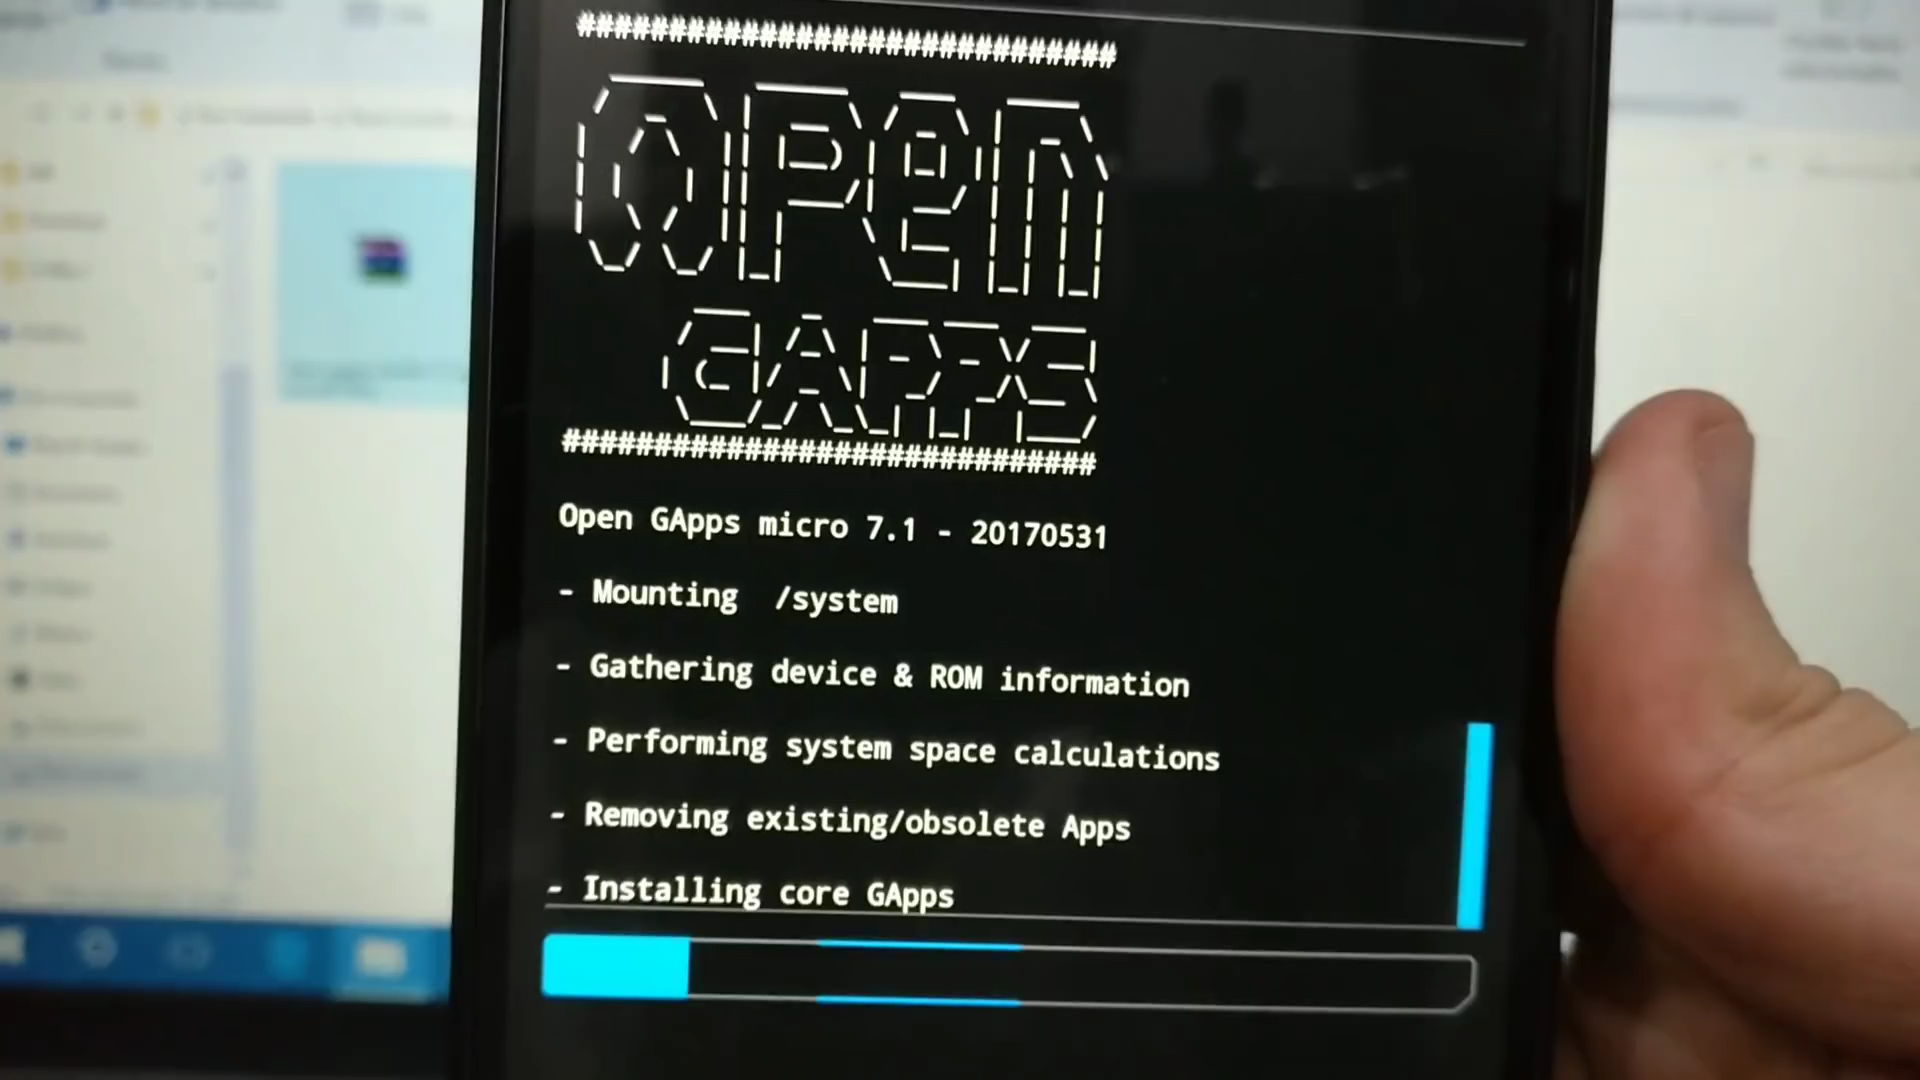 ############################
OPEN
GAPPS
############################
Open GApps micro 7.1 - 20170531
- Mounting /system
- Gathering device & ROM information
- Performing system space calculations
- Removing existing/obsolete Apps
- Installing core GApps